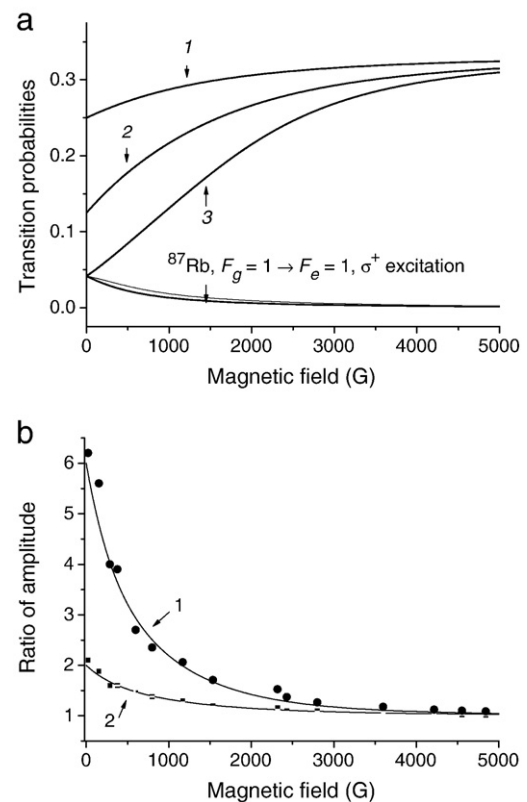 a
Transition probabilities
0.3
0.2
0.1
0.0
1
2
3
⁸⁷Rb, F_g = 1 → F_e = 1, σ⁺ excitation
0 1000 2000 3000 4000 5000
Magnetic field (G)
b
Ratio of amplitude
6
5
4
3
2
1
1
2
0 1000 2000 3000 4000 5000
Magnetic field (G)